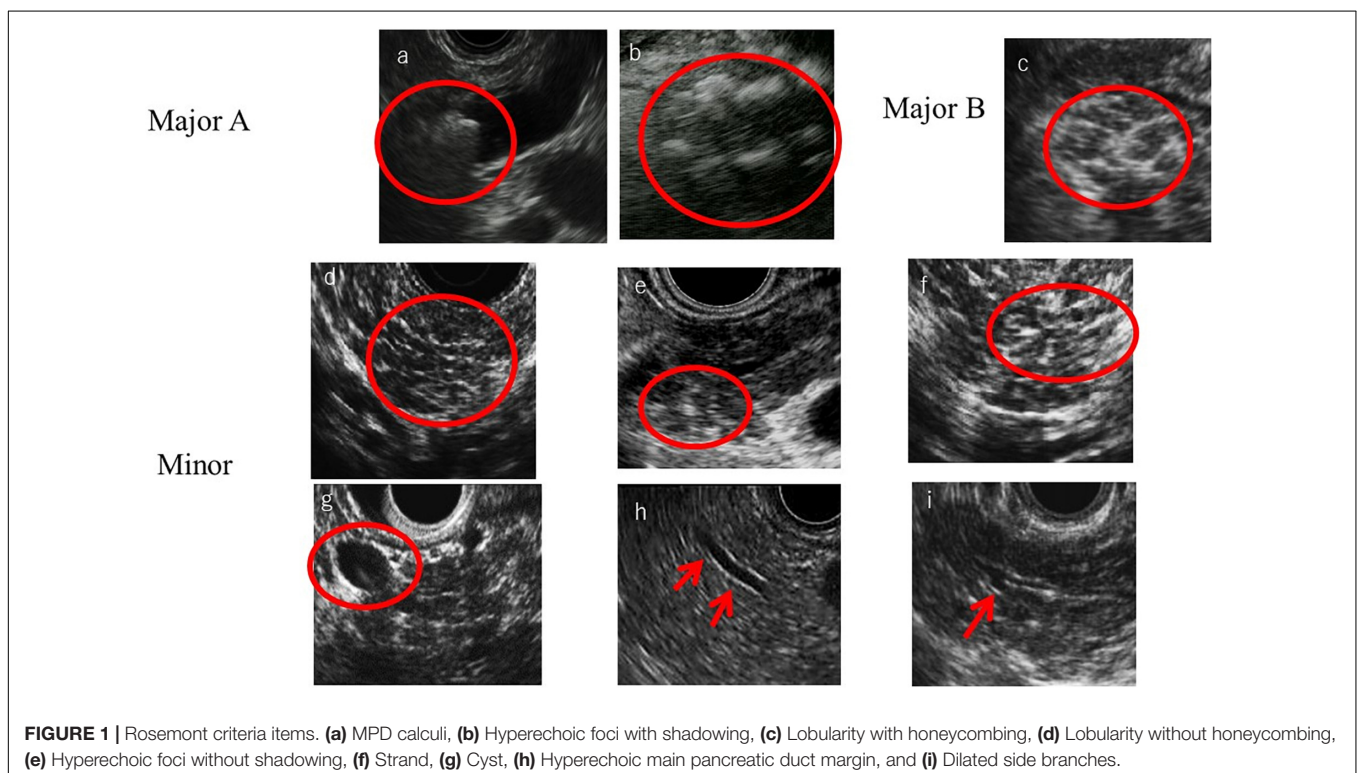 a
b
c
Major A
Major B
d
e
f
Minor
g
h
i
FIGURE 1 | Rosemont criteria items. (a) MPD calculi, (b) Hyperechoic foci with shadowing, (c) Lobularity with honeycombing, (d) Lobularity without honeycombing,
(e) Hyperechoic foci without shadowing, (f) Strand, (g) Cyst, (h) Hyperechoic main pancreatic duct margin, and (i) Dilated side branches.